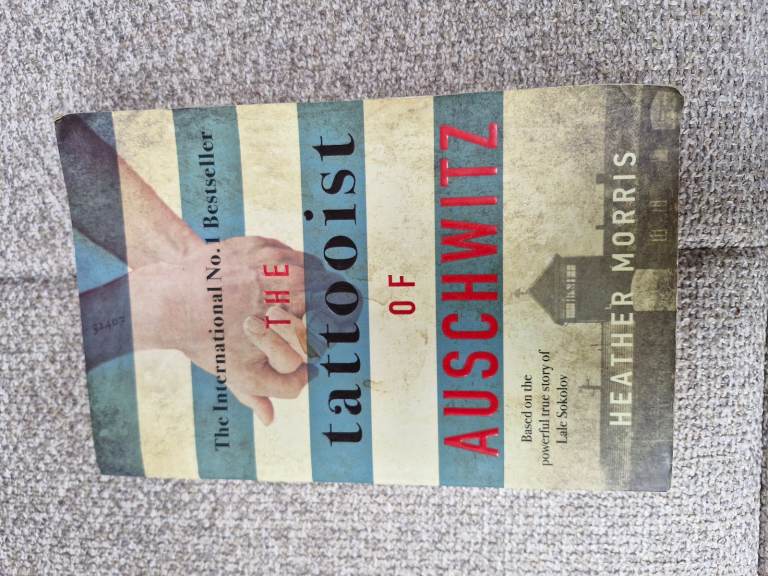 The International No. 1 Bestseller
THE
tattooist
OF
AUSCHWITZ
Based on the
powerful true story of
Lale Sokolov
HEATHER MORRIS